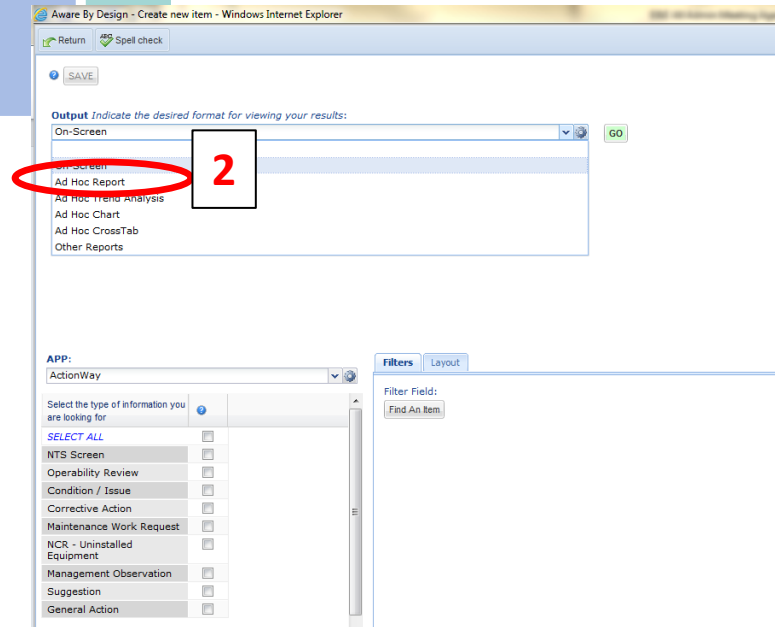 Aware By Design - Create new item - Windows Internet Explorer
Return Spell check
SAVE
Output Indicate the desired format for viewing your results:
On-Screen
GO
On-Screen
Ad Hoc Report
2
Ad Hoc Trend Analysis
Ad Hoc Chart
Ad Hoc CrossTab
Other Reports
APP:
ActionWay
Filters Layout
Filter Field:
Find An Item
Select the type of information you
are looking for
SELECT ALL
NTS Screen
Operability Review
Condition / Issue
Corrective Action
Maintenance Work Request
NCR - Uninstalled
Equipment
Management Observation
Suggestion
General Action